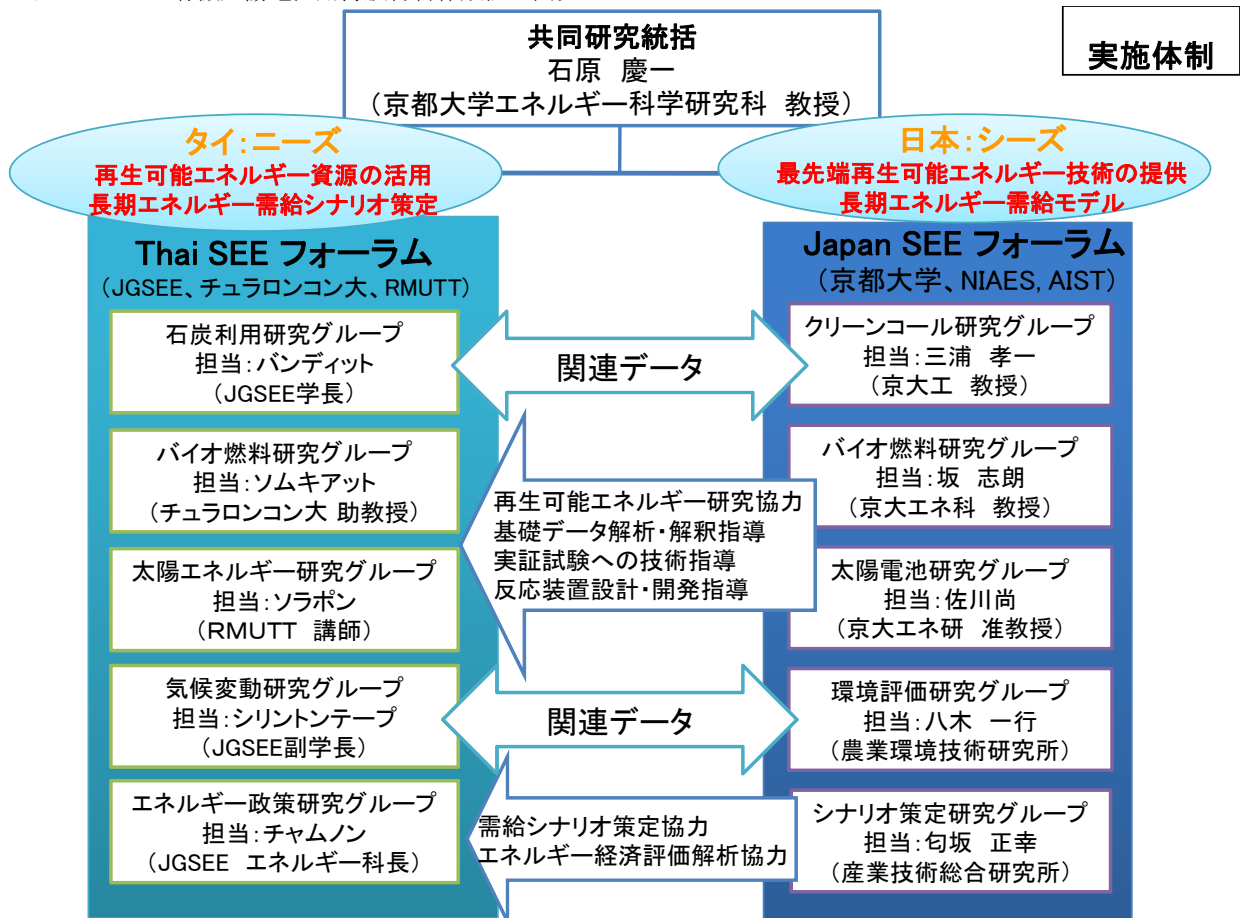 共同研究統括
石原 慶一
(京都大学エネルギー科学研究科 教授)
実施体制
タイ:ニーズ
再生可能エネルギー資源の活用
長期エネルギー需給シナリオ策定
日本:シーズ
最先端再生可能エネルギー技術の提供
長期エネルギー需給モデル
Thai SEE フォーラム
(JGSEE、チュラロンコン大、RMUTT)
石炭利用研究グループ
担当:バンディット
(JGSEE学長)
バイオ燃料研究グループ
担当:ソムキアット
(チュラロンコン大 助教授)
太陽エネルギー研究グループ
担当:ソラポン
(RMUTT 講師)
気候変動研究グループ
担当:シリントンテープ
(JGSEE副学長)
エネルギー政策研究グループ
担当:チャムノン
(JGSEE エネルギー科長)
関連データ
再生可能エネルギー研究協力
基礎データ解析・解釈指導
実証試験への技術指導
反応装置設計・開発指導
関連データ
需給シナリオ策定協力
エネルギー経済評価解析協力
Japan SEE フォーラム
(京都大学、NIAES, AIST)
クリーンコール研究グループ
担当:三浦 孝一
(京大工 教授)
バイオ燃料研究グループ
担当:坂 志朗
(京大エネ科 教授)
太陽電池研究グループ
担当:佐川尚
(京大エネ研 准教授)
環境評価研究グループ
担当:八木 一行
(農業環境技術研究所)
シナリオ策定研究グループ
担当:匂坂 正幸
(産業技術総合研究所)